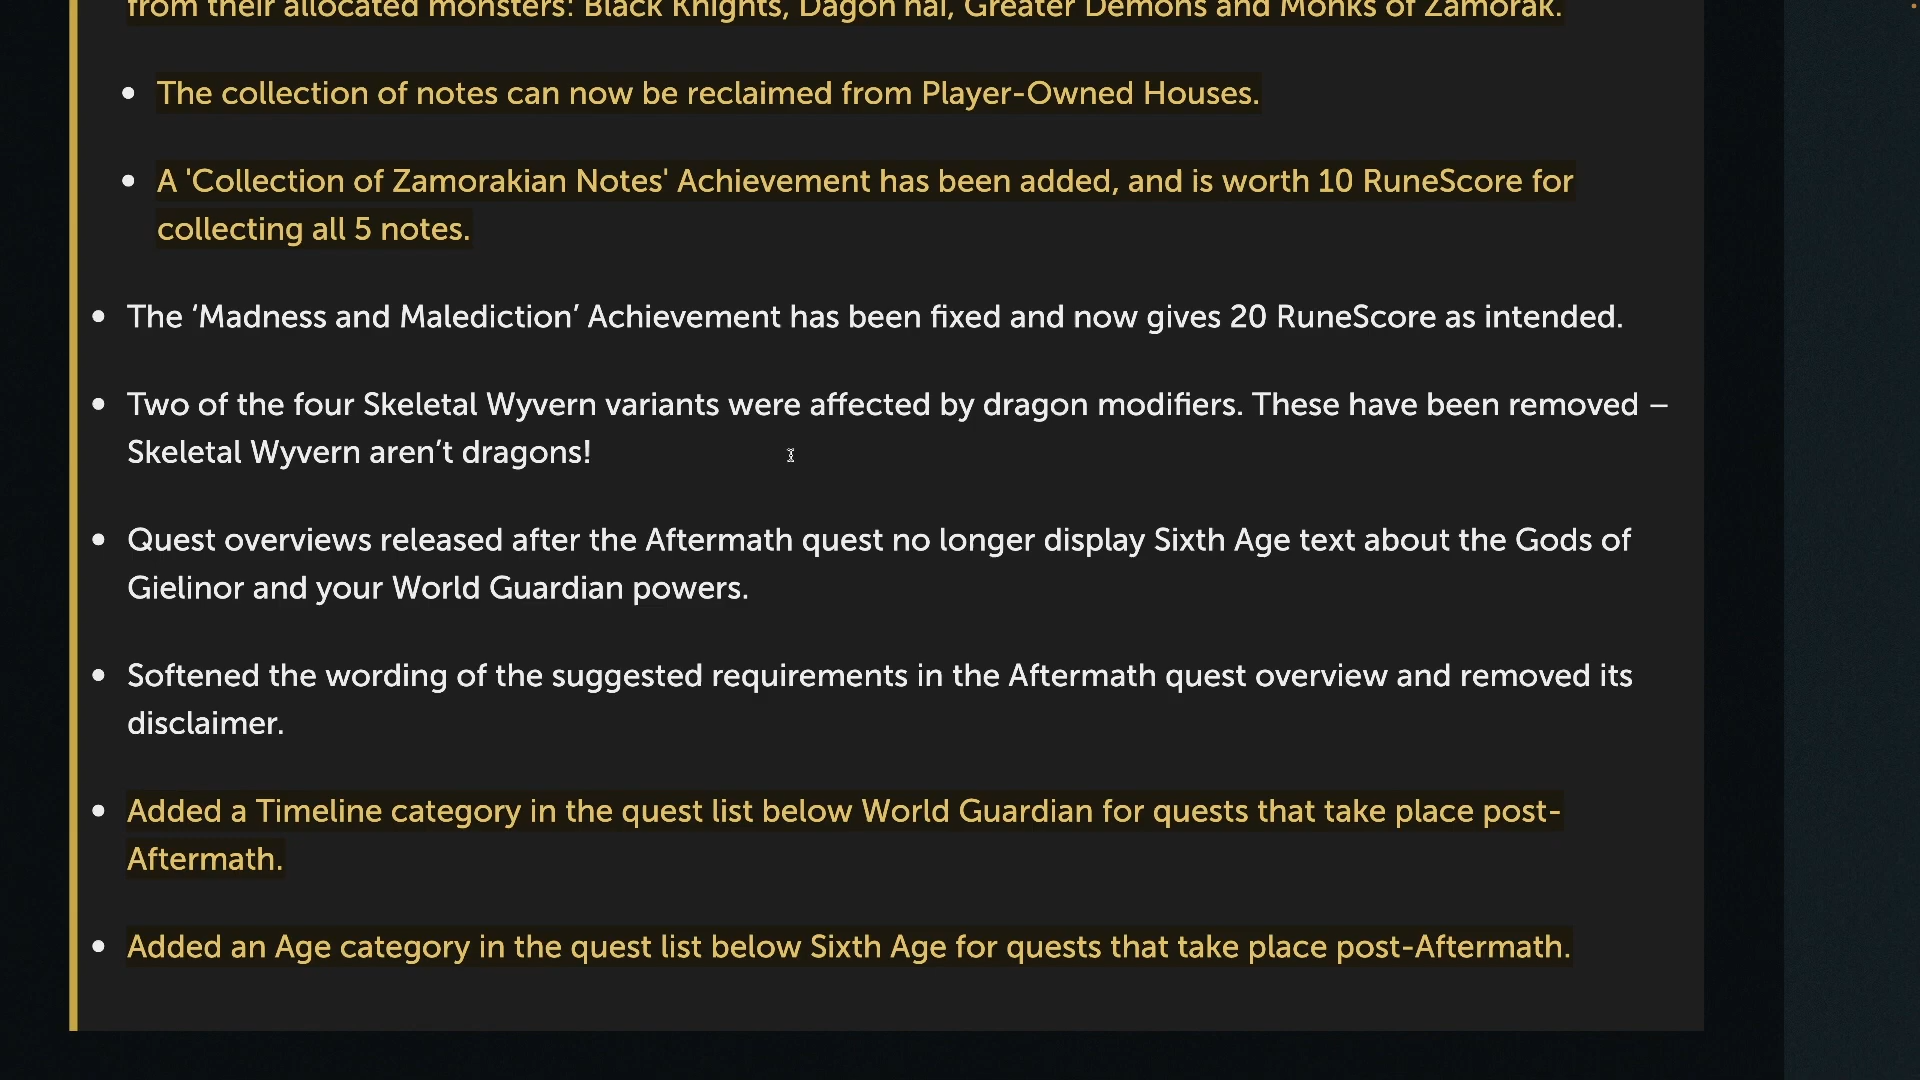 from their allocated monsters: Black Knights, Dagon'hai, Greater Demons and Monks of Zamorak.
The collection of notes can now be reclaimed from Player-Owned Houses.
A 'Collection of Zamorakian Notes' Achievement has been added, and is worth 10 RuneScore for
collecting all 5 notes.
The ‘Madness and Malediction’ Achievement has been fixed and now gives 20 RuneScore as intended.
Two of the four Skeletal Wyvern variants were affected by dragon modifiers. These have been removed –
Skeletal Wyvern aren’t dragons!
Quest overviews released after the Aftermath quest no longer display Sixth Age text about the Gods of
Gielinor and your World Guardian powers.
Softened the wording of the suggested requirements in the Aftermath quest overview and removed its
disclaimer.
Added a Timeline category in the quest list below World Guardian for quests that take place post-
Aftermath.
Added an Age category in the quest list below Sixth Age for quests that take place post-Aftermath.